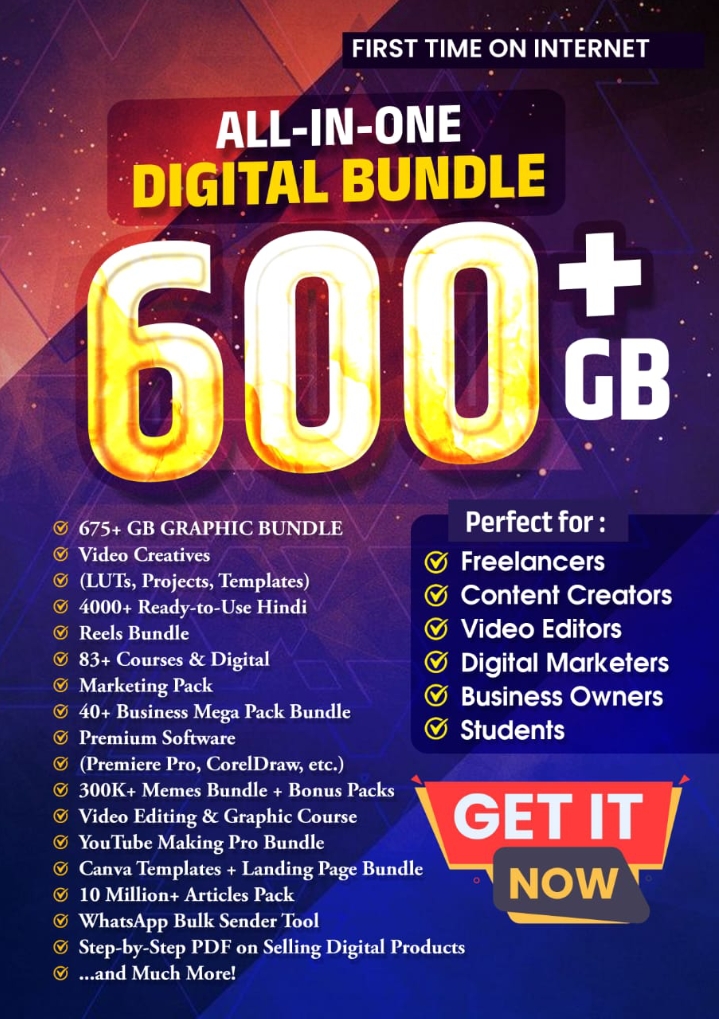 FIRST TIME ON INTERNET
ALL-IN-ONE
DIGITAL BUNDLE
600+
GB
675+ GB GRAPHIC BUNDLE
Video Creatives
(LUTs, Projects, Templates)
4000+ Ready-to-Use Hindi
Reels Bundle
83+ Courses & Digital
Marketing Pack
40+ Business Mega Pack Bundle
Premium Software
(Premiere Pro, CorelDraw, etc.)
300K+ Memes Bundle + Bonus Packs
Video Editing & Graphic Course
YouTube Making Pro Bundle
Canva Templates + Landing Page Bundle
10 Million+ Articles Pack
WhatsApp Bulk Sender Tool
Step-by-Step PDF on Selling Digital Products
...and Much More!
Perfect for :
Freelancers
Content Creators
Video Editors
Digital Marketers
Business Owners
Students
GET IT
NOW